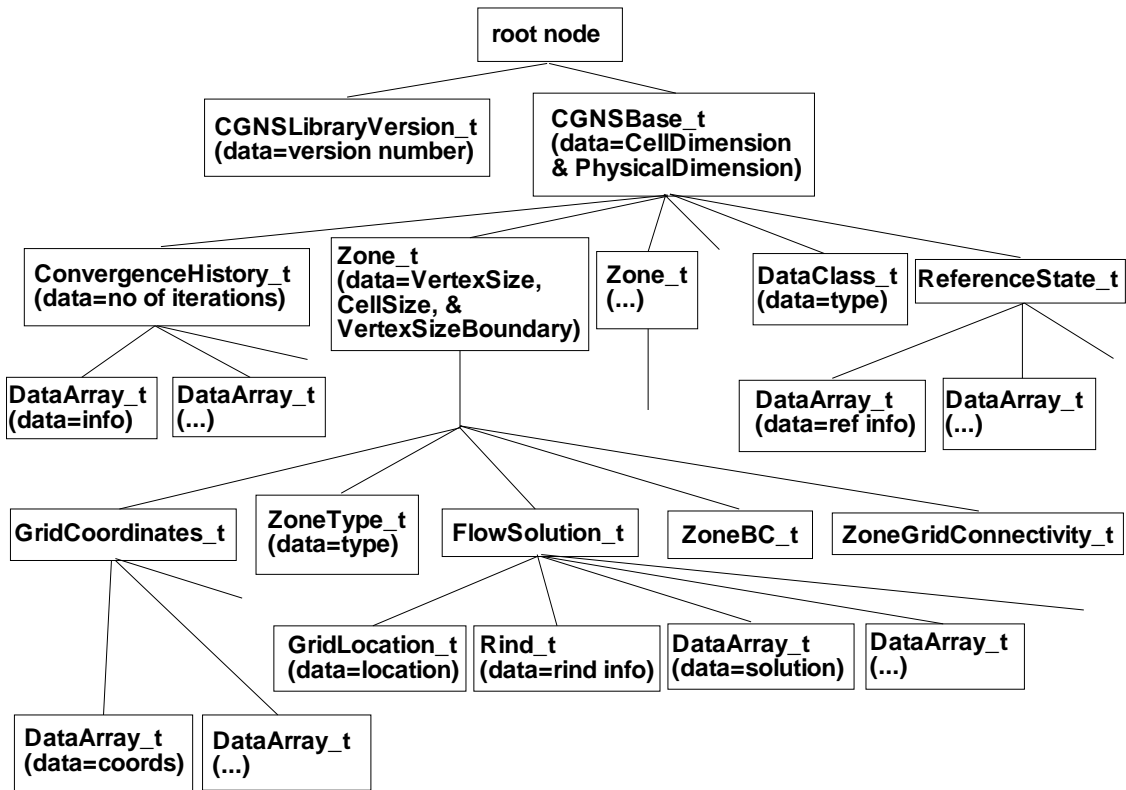 root node
CGNSLibraryVersion_t
(data=version number)
CGNSBase_t
(data=CellDimension
& PhysicalDimension)
ConvergenceHistory_t
(data=no of iterations)
Zone_t
(data=VertexSize,
CellSize, &
VertexSizeBoundary)
Zone_t
(...)
DataClass_t
(data=type)
ReferenceState_t
DataArray_t
(data=info)
DataArray_t
(...)
DataArray_t
(data=ref info)
DataArray_t
(...)
GridCoordinates_t
ZoneType_t
(data=type)
FlowSolution_t
ZoneBC_t
ZoneGridConnectivity_t
GridLocation_t
(data=location)
Rind_t
(data=rind info)
DataArray_t
(data=solution)
DataArray_t
(...)
DataArray_t
(data=coords)
DataArray_t
(...)